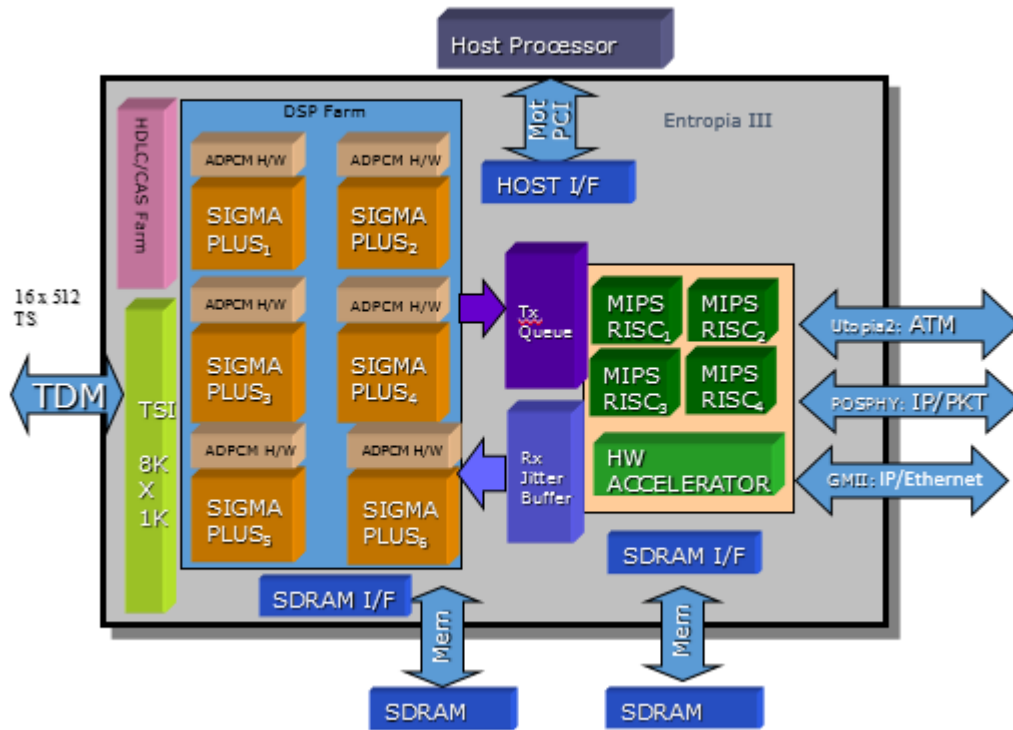 Host Processor
Mot
PCI
HOST I/F
Entropia III
HDLC/CAS Farm
DSP Farm
ADPCM H/W
SIGMA
PLUS1
ADPCM H/W
SIGMA
PLUS2
ADPCM H/W
SIGMA
PLUS3
ADPCM H/W
SIGMA
PLUS4
ADPCM H/W
SIGMA
PLUS5
ADPCM H/W
SIGMA
PLUS6
16x 512
TS
TDM
TSI
8K
X
1K
Tx
Queue
Rx
Jitter
Buffer
MIPS
RISC1
MIPS
RISC2
MIPS
RISC3
MIPS
RISC4
HW
ACCELERATOR
Utopia2: ATM
POSPHY: IP/PKT
GMII: IP/Ethernet
SDRAM I/F
SDRAM I/F
Mem
Mem
SDRAM
SDRAM